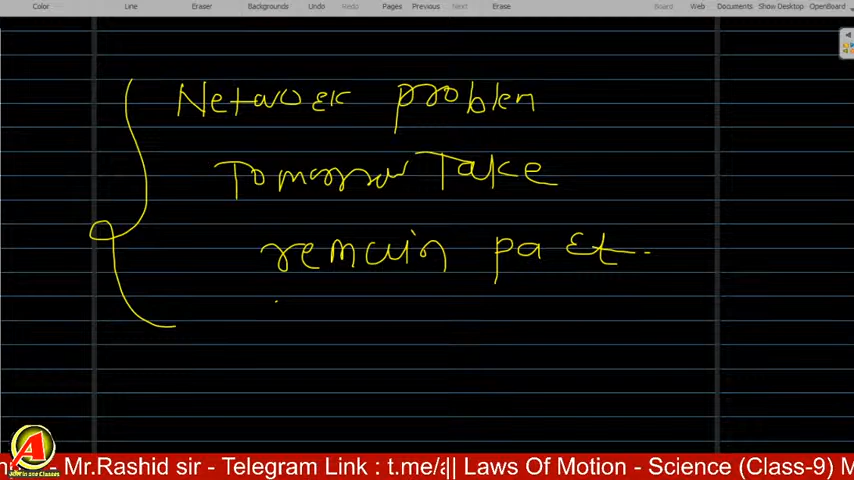 Color Line Eraser Backgrounds Undo Redo Pages Previous Next Erase Board Web Documents Show Desktop OpenBoard
Network problem
Tomorrow Take
remain part.
A
- Mr.Rashid sir - Telegram Link : t.me/a|| Laws Of Motion - Science (Class-9) M